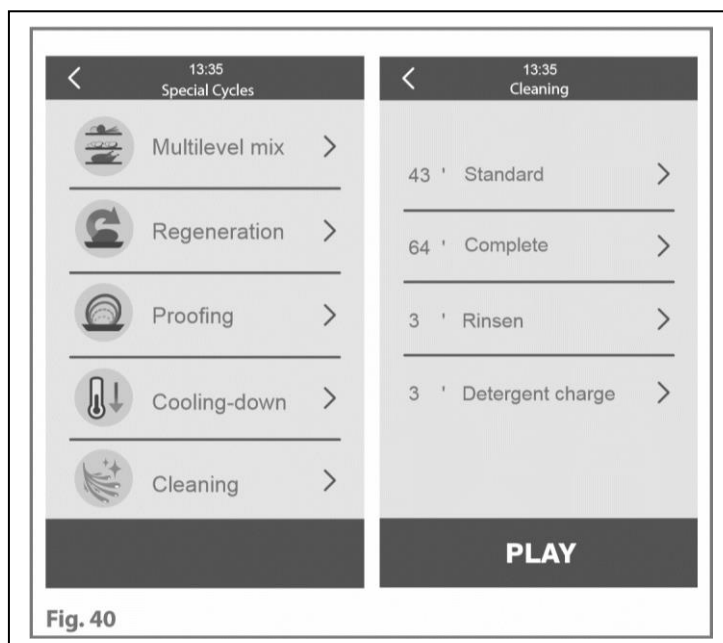 13:35
Special Cycles
Multilevel mix
Regeneration
Proofing
Cooling-down
Cleaning
13:35
Cleaning
43 ' Standard
64 ' Complete
3 ' Rinsen
3 ' Detergent charge
PLAY
Fig. 40